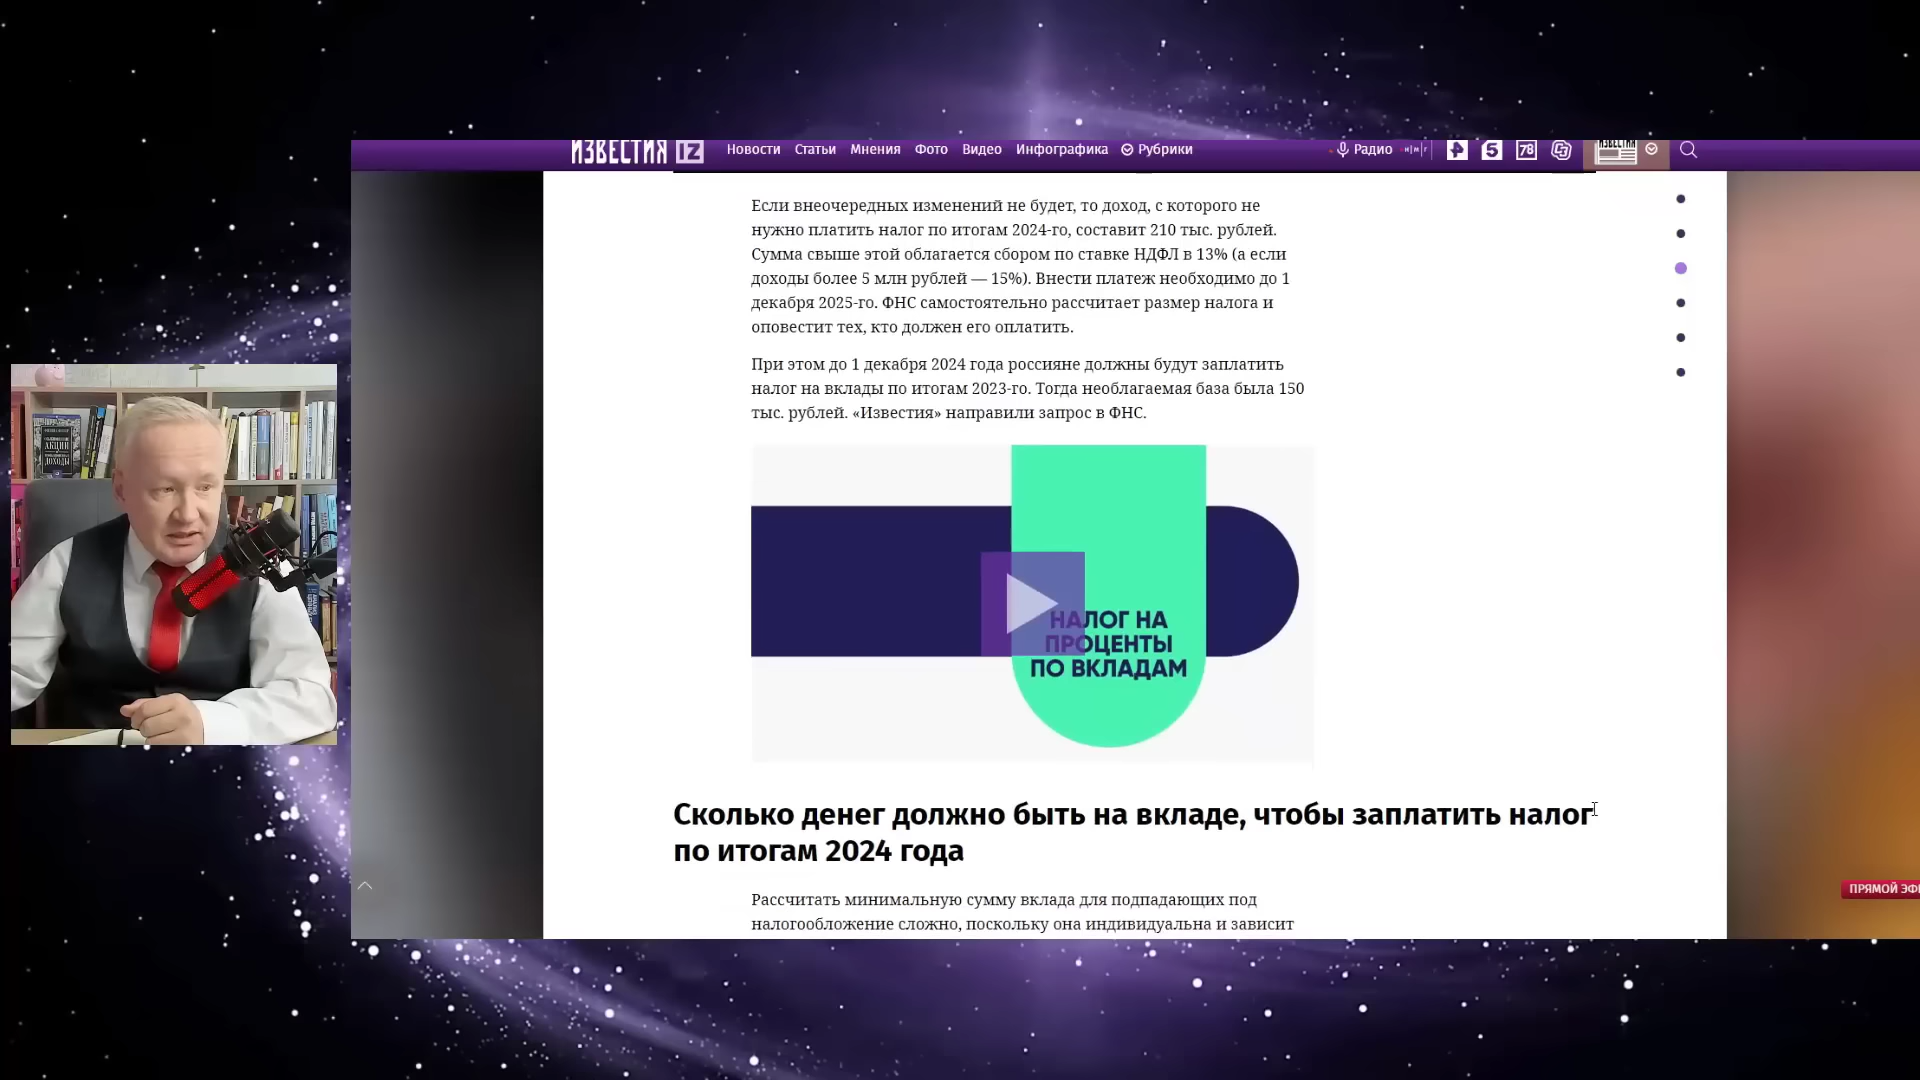 ИЗВЕСТИЯ IZ
Новости Статьи Мнения Фото Видео Инфографика Рубрики
Радио
5
78
ИЗВЕСТИЯ
Если внеочередных изменений не будет, то доход, с которого не
нужно платить налог по итогам 2024-го, составит 210 тыс. рублей.
Сумма свыше этой облагается сбором по ставке НДФЛ в 13% (а если
доходы более 5 млн рублей — 15%). Внести платеж необходимо до 1
декабря 2025-го. ФНС самостоятельно рассчитает размер налога и
оповестит тех, кто должен его оплатить.
При этом до 1 декабря 2024 года россияне должны будут заплатить
налог на вклады по итогам 2023-го. Тогда необлагаемая база была 150
тыс. рублей. «Известия» направили запрос в ФНС.
АКЦИИ
ДОХОДЫ
НАЛОГ НА
ПРОЦЕНТЫ
ПО ВКЛАДАМ
Сколько денег должно быть на вкладе, чтобы заплатить налог
по итогам 2024 года
ПРЯМОЙ
Рассчитать минимальную сумму вклада для подпадающих под
налогообложение сложно, поскольку она индивидуальна и зависит